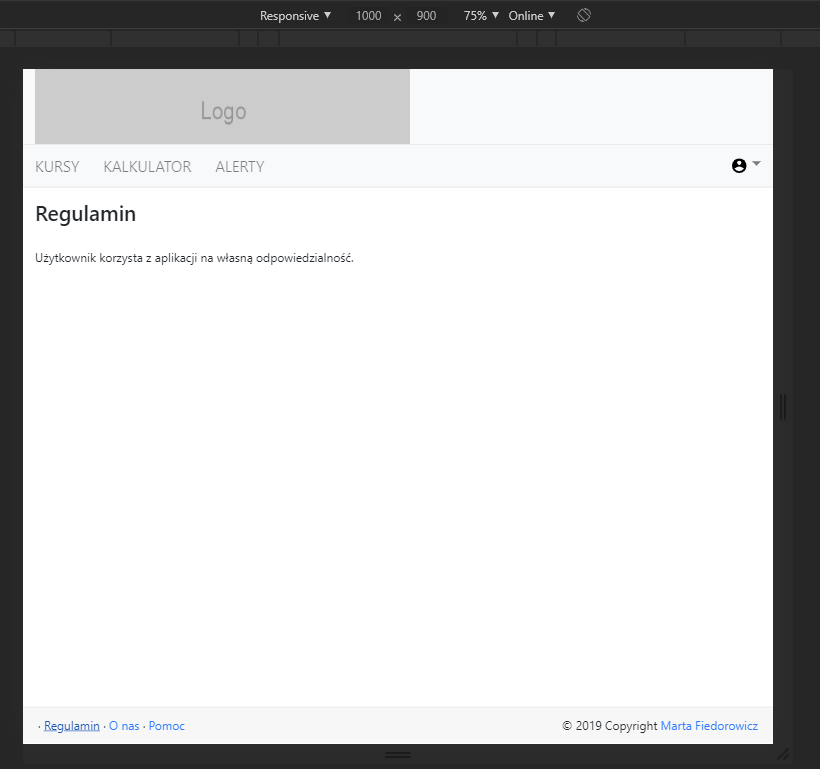 Responsive ▼ 1000 × 900 75% ▼ Online ▼
Logo
KURSY KALKULATOR ALERTY
Regulamin
Użytkownik korzysta z aplikacji na własną odpowiedzialność.
· Regulamin · O nas · Pomoc © 2019 Copyright Marta Fiedorowicz